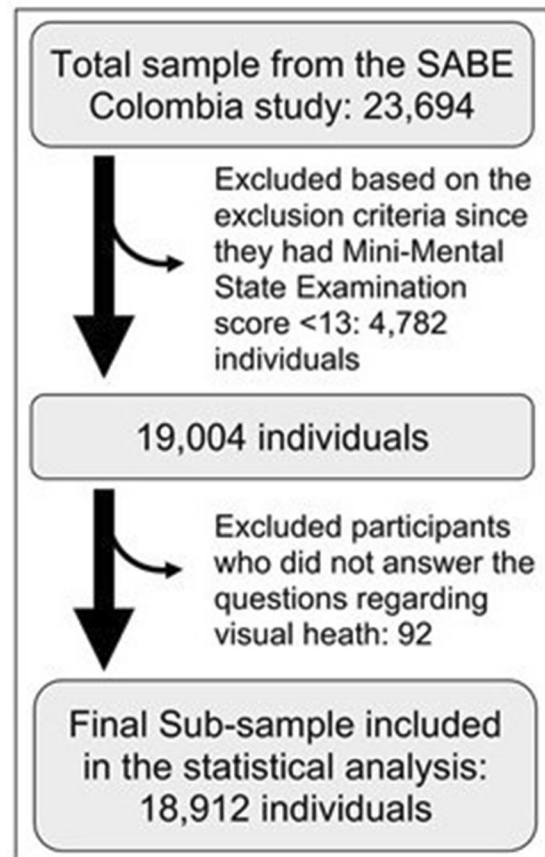 Total sample from the SABE
Colombia study: 23,694
Excluded based on the
exclusion criteria since
they had Mini-Mental
State Examination
score <13: 4,782
individuals
19,004 individuals
Excluded participants
who did not answer the
questions regarding
visual heath: 92
Final Sub-sample included
in the statistical analysis:
18,912 individuals